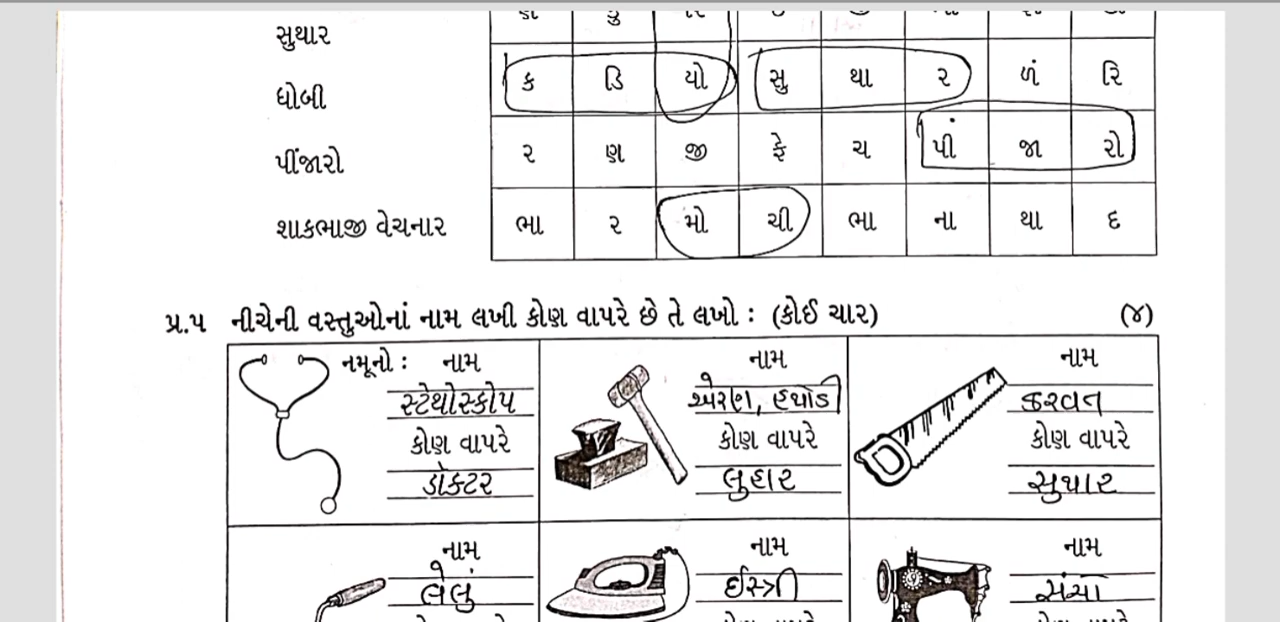 સુથાર
ધોબી
પીંજારો
શાકભાજી વેચનાર
ક ડિ યો સુ થા ર ળં રિ
ર ણ જી ફે ચ પીં જા રો
ભા ર મો ચી ભા ના થા દ
પ્ર.૫ નીચેની વસ્તુઓનાં નામ લખી કોણ વાપરે છે તે લખો : (કોઈ ચાર) (૪)
નમૂનો : નામ
સ્ટેથોસ્કોપ
કોણ વાપરે
ડૉક્ટર
નામ
એરણ, હથોડી
કોણ વાપરે
લુહાર
નામ
કરવત
કોણ વાપરે
સુથાર
નામ
લેલું
નામ
ઈસ્ત્રી
નામ
સંચો